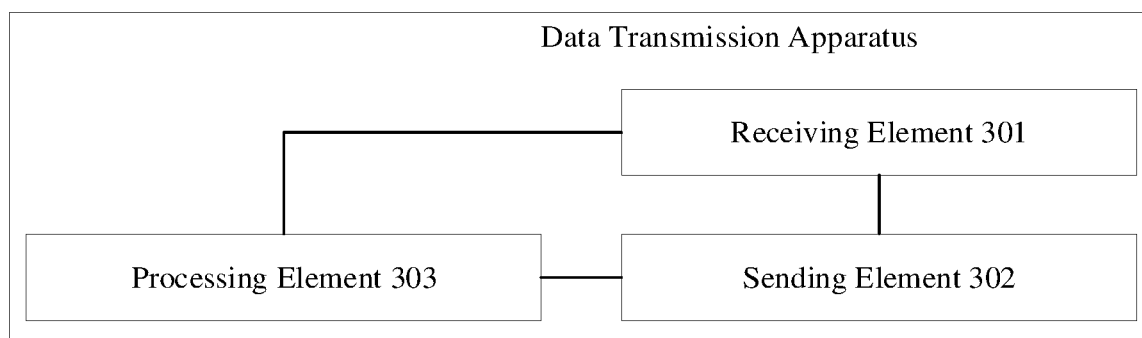 Data Transmission Apparatus
Receiving Element 301
Processing Element 303
Sending Element 302